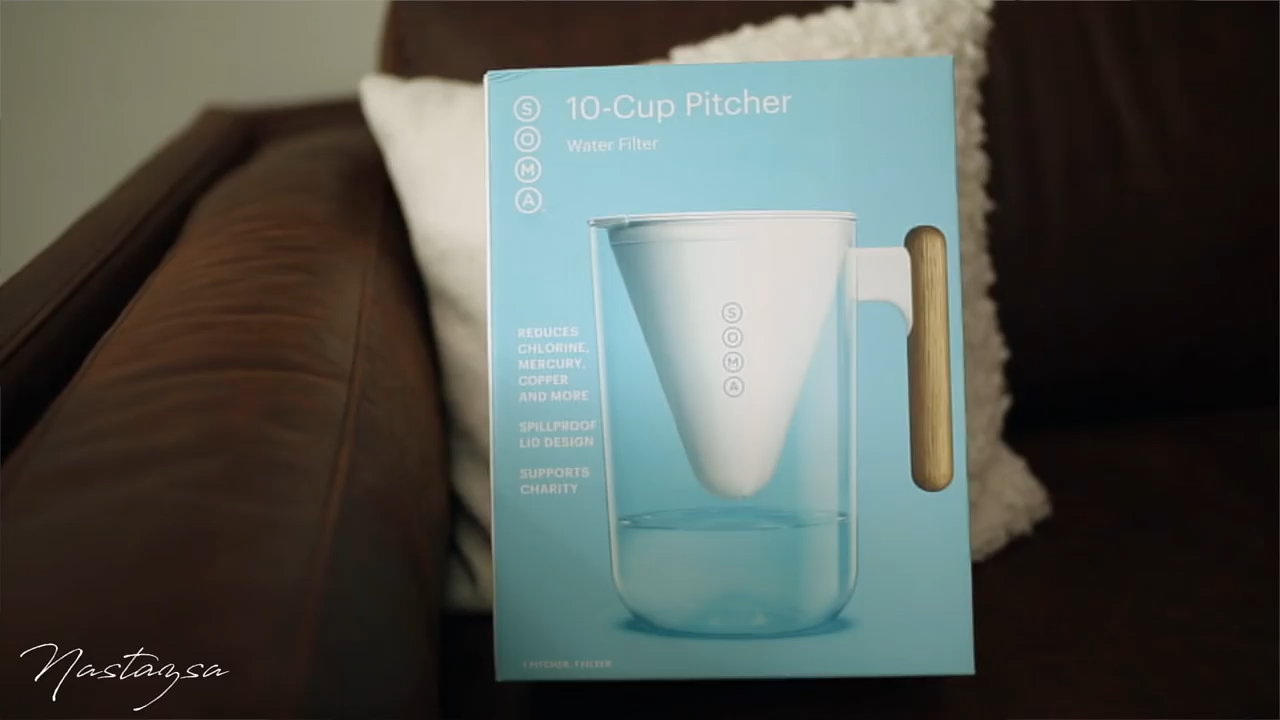 S
O
M
A
10-Cup Pitcher
Water Filter
S
O
M
A
REDUCES
CHLORINE,
MERCURY,
COPPER
AND MORE
SPILLPROOF
LID DESIGN
SUPPORTS
CHARITY
1 PITCHER, 1 FILTER
Nastazsa